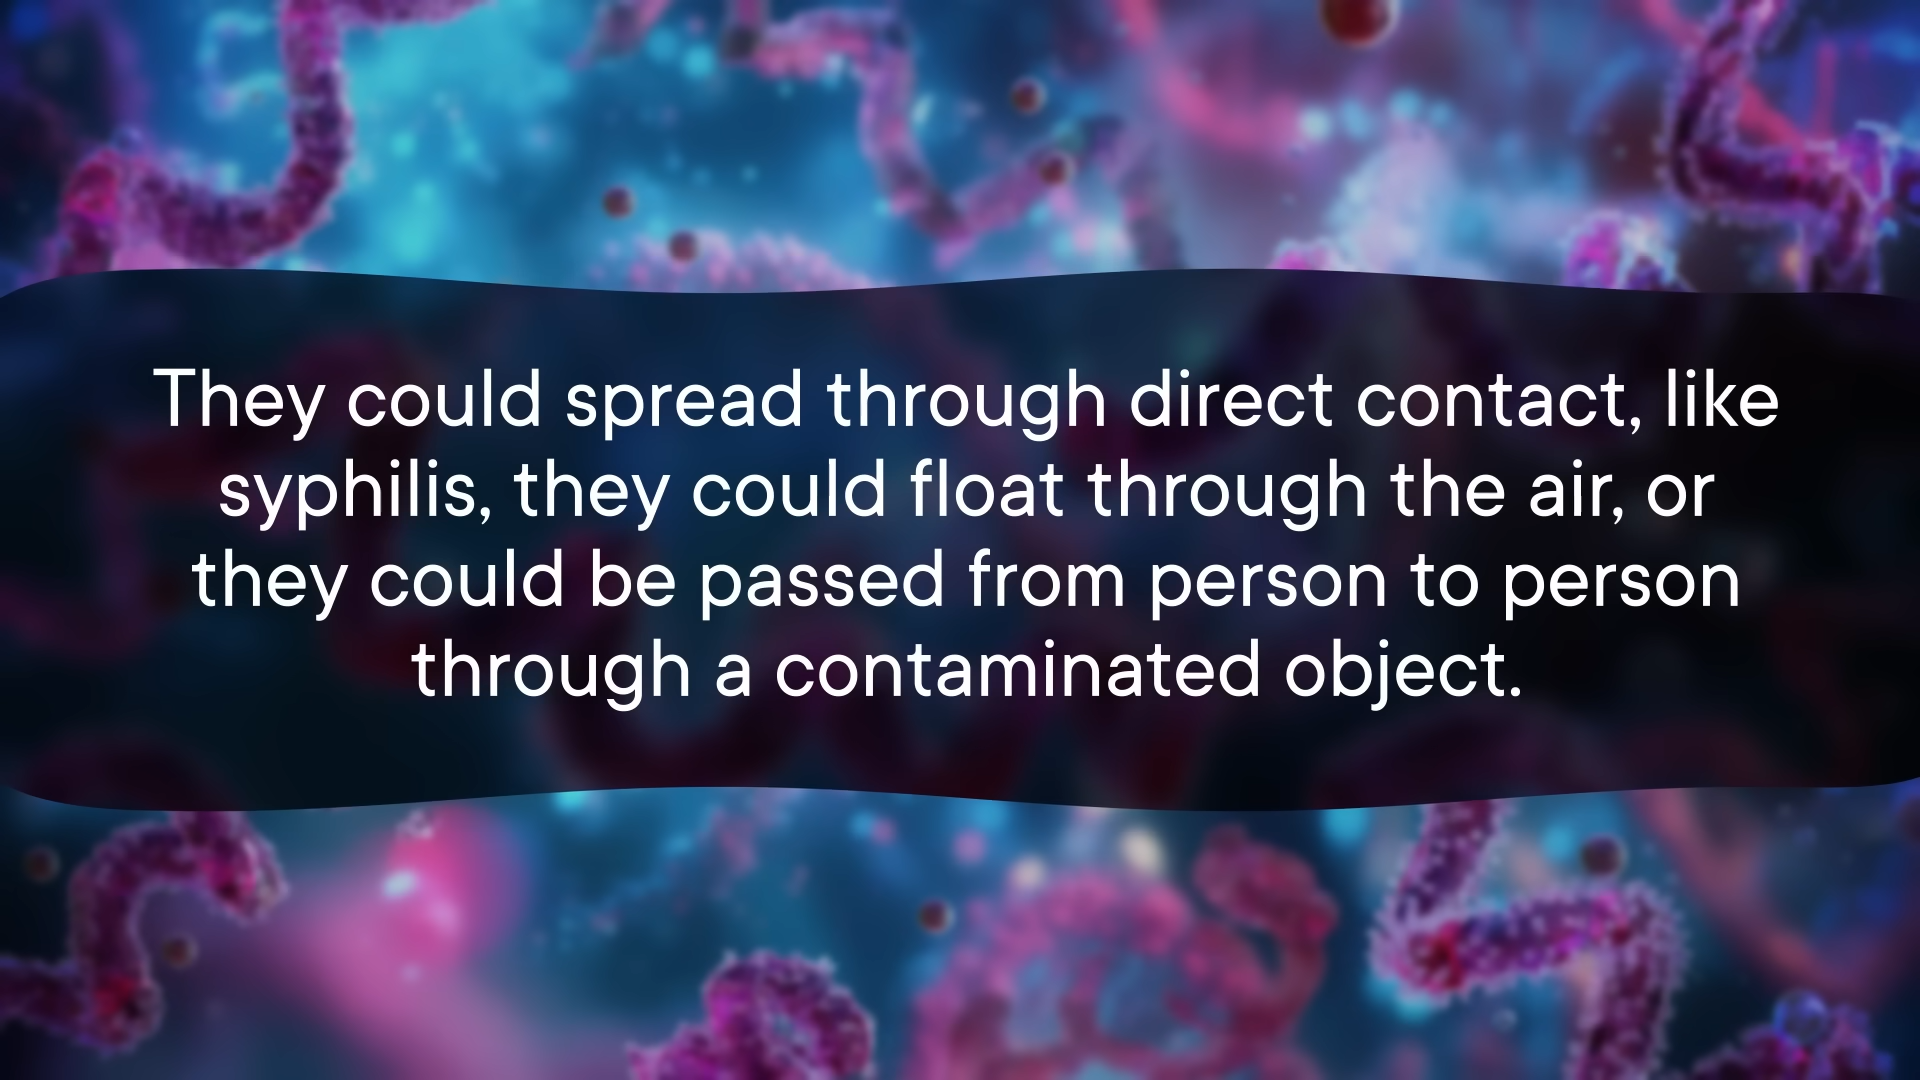 They could spread through direct contact, like
syphilis, they could float through the air, or
they could be passed from person to person
through a contaminated object.